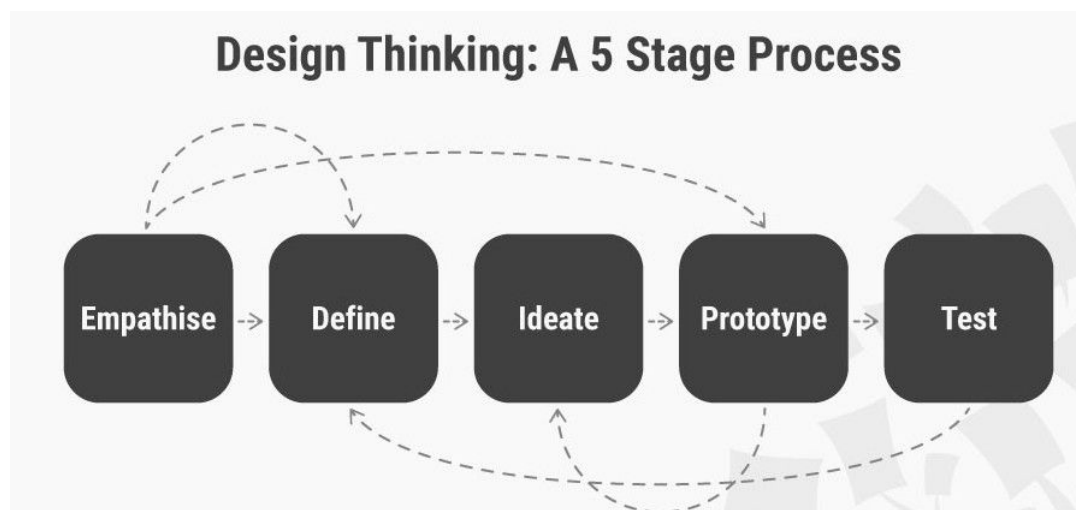 Design Thinking: A 5 Stage Process
Empathise
Define
Ideate
Prototype
Test